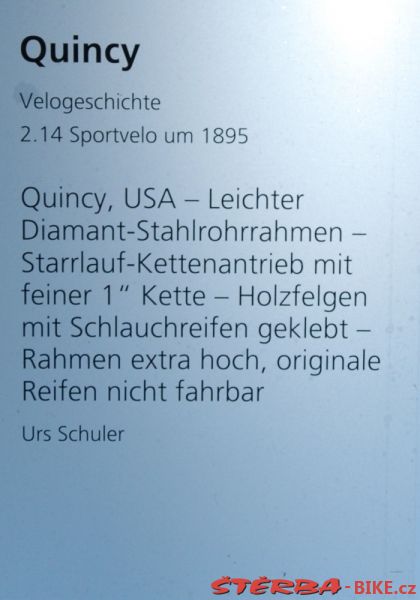 Quincy
Velogeschichte
2.14 Sportvelo um 1895
Quincy, USA – Leichter
Diamant-Stahlrohrrahmen –
Starrlauf-Kettenantrieb mit
feiner 1“ Kette – Holzfelgen
mit Schlauchreifen geklebt –
Rahmen extra hoch, originale
Reifen nicht fahrbar
Urs Schuler
ŠTĚRBA-BIKE.cz